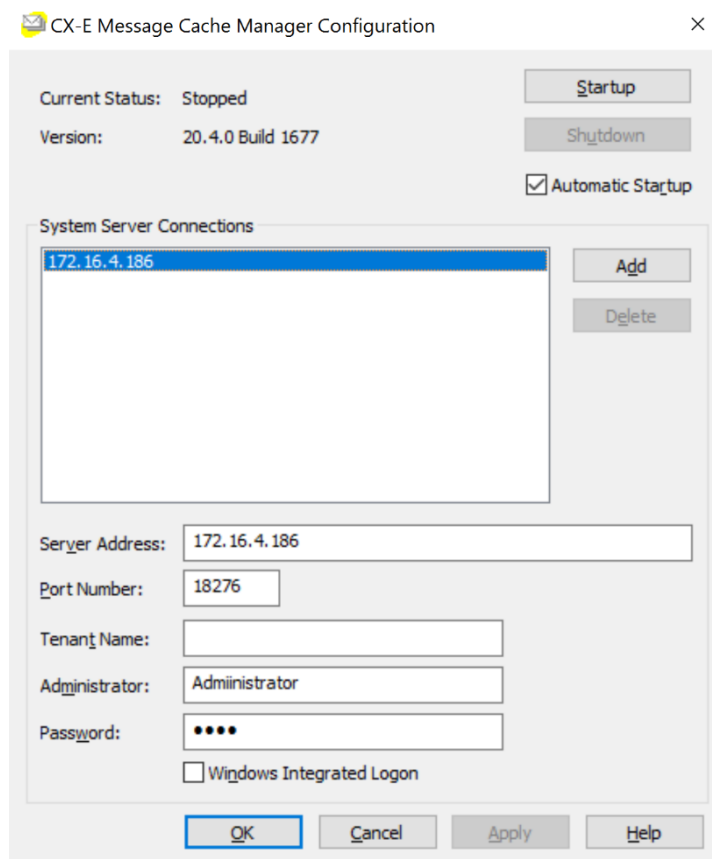 CX-E Message Cache Manager Configuration
Current Status: Stopped
Startup
Version: 20.4.0 Build 1677
Shutdown
Automatic Startup
System Server Connections
172.16.4.186
Add
Delete
Server Address: 172.16.4.186
Port Number: 18276
Tenant Name:
Administrator: Admiinistrator
Password: ••••
Windows Integrated Logon
OK Cancel Apply Help